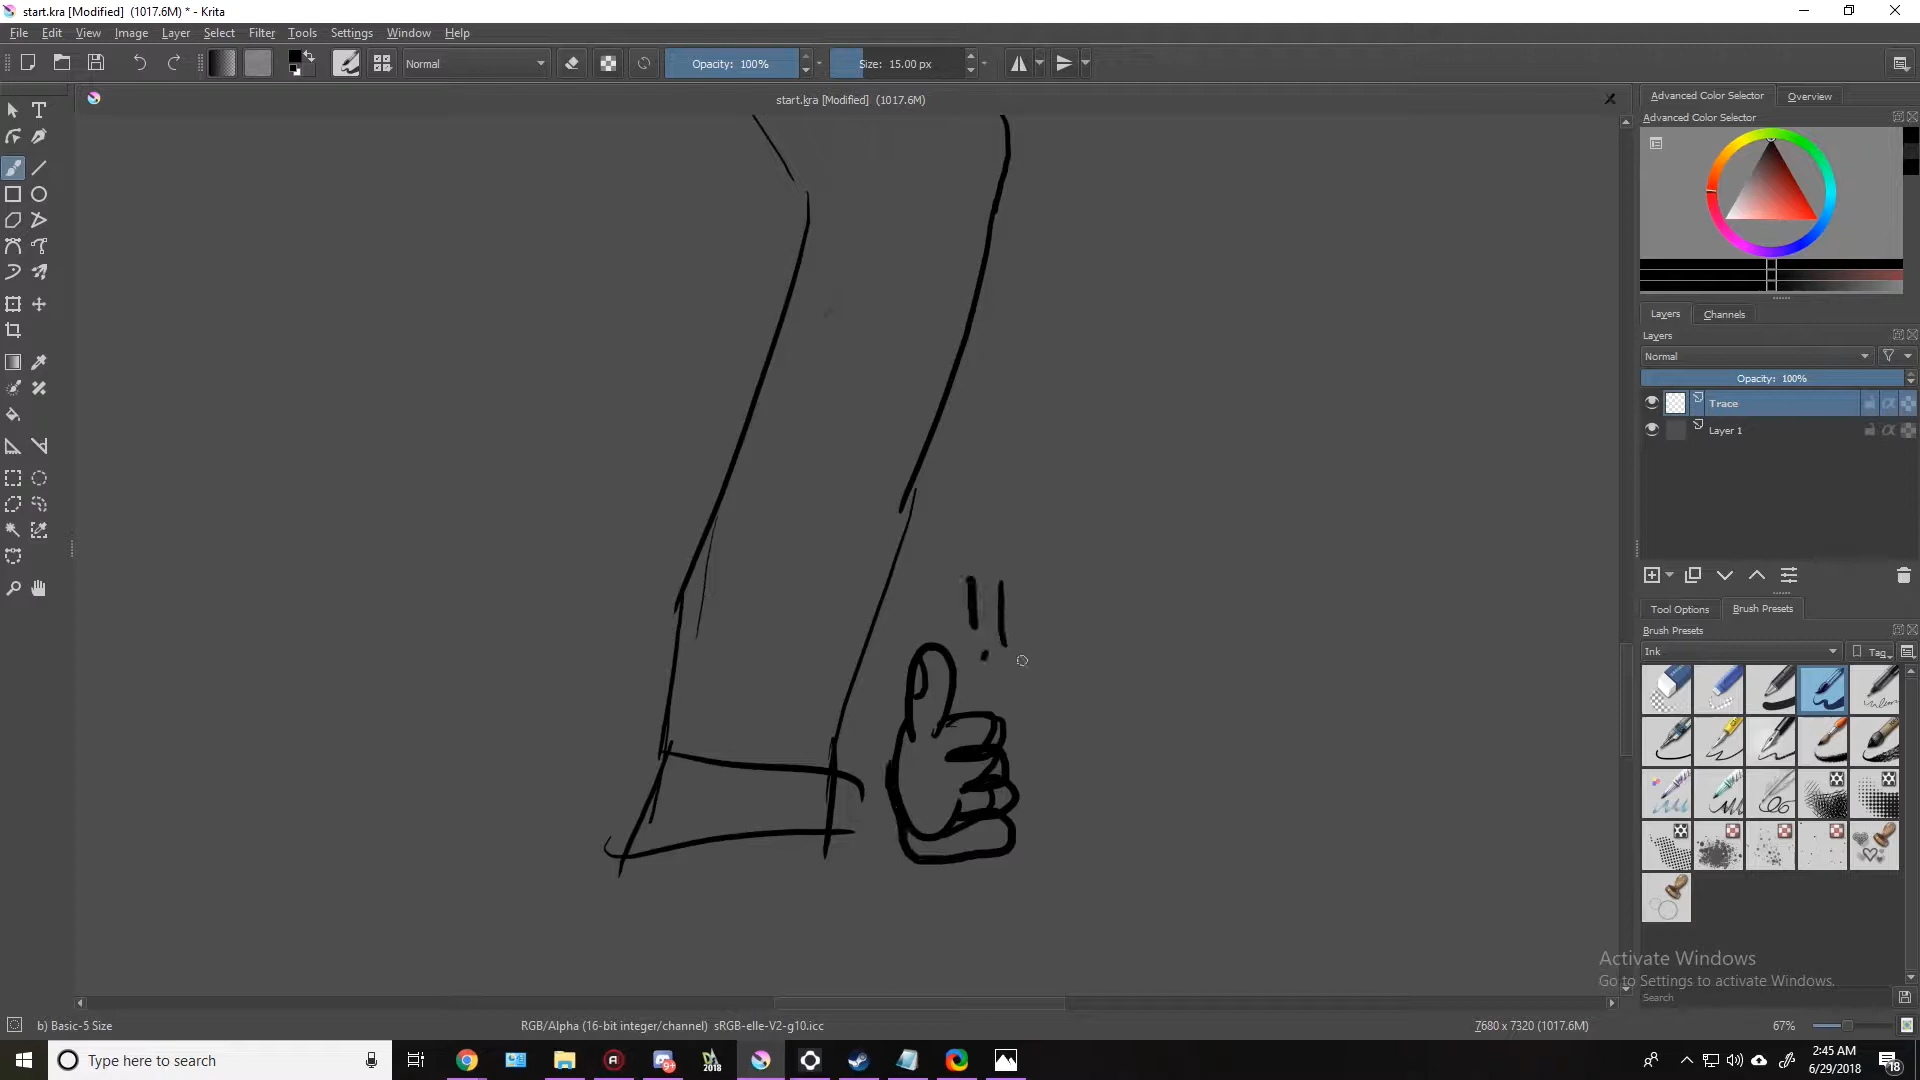 start.kra [Modified]  (1017.6M) * - Krita
File Edit View Image Layer Select Filter Tools Settings Window Help
Normal Opacity: 100% Size: 15.00 px
start.kra [Modified]  (1017.6M)
!!
Advanced Color Selector Overview
Advanced Color Selector
Layers Channels
Layers
Normal
Opacity: 100%
Trace
Layer 1
Tool Options Brush Presets
Brush Presets
Ink Tag
Activate Windows
Go to Settings to activate Windows.
Search
b) Basic-5 Size RGB/Alpha (16-bit integer/channel)  sRGB-elle-V2-g10.icc 7680 x 7320 (1017.6M) 67%
Type here to search 2018 9+ 2:45 AM
6/29/2018 18